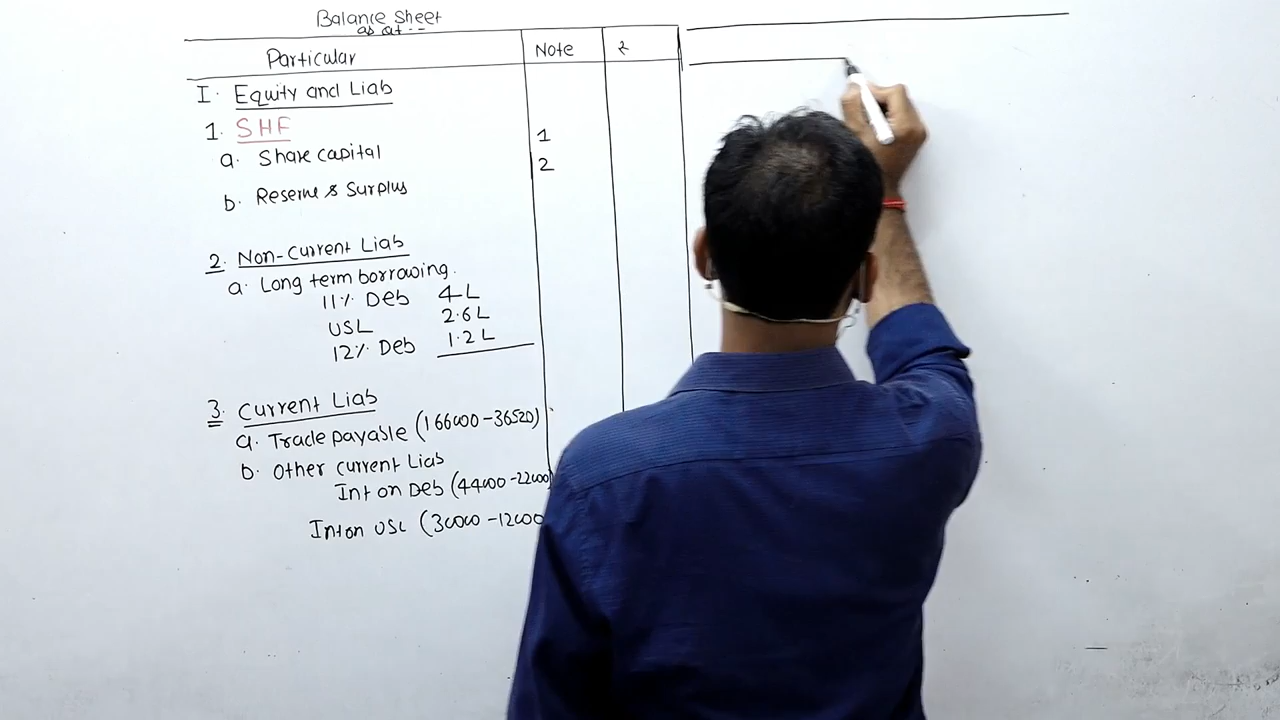 Balance Sheet
as at --
Particular Note ₹
I. Equity and Liab
1. SHF
a. Share capital 1
b. Reserve & Surplus 2
2. Non-Current Liab
a. Long term borrowing.
11% Deb 4L
USL 2.6L
12% Deb 1.2L
3. Current Liab
a. Trade payable (166000-36520)
b. Other current Liab
Int on Deb (44000-22000)
Int on USL (30000-12000